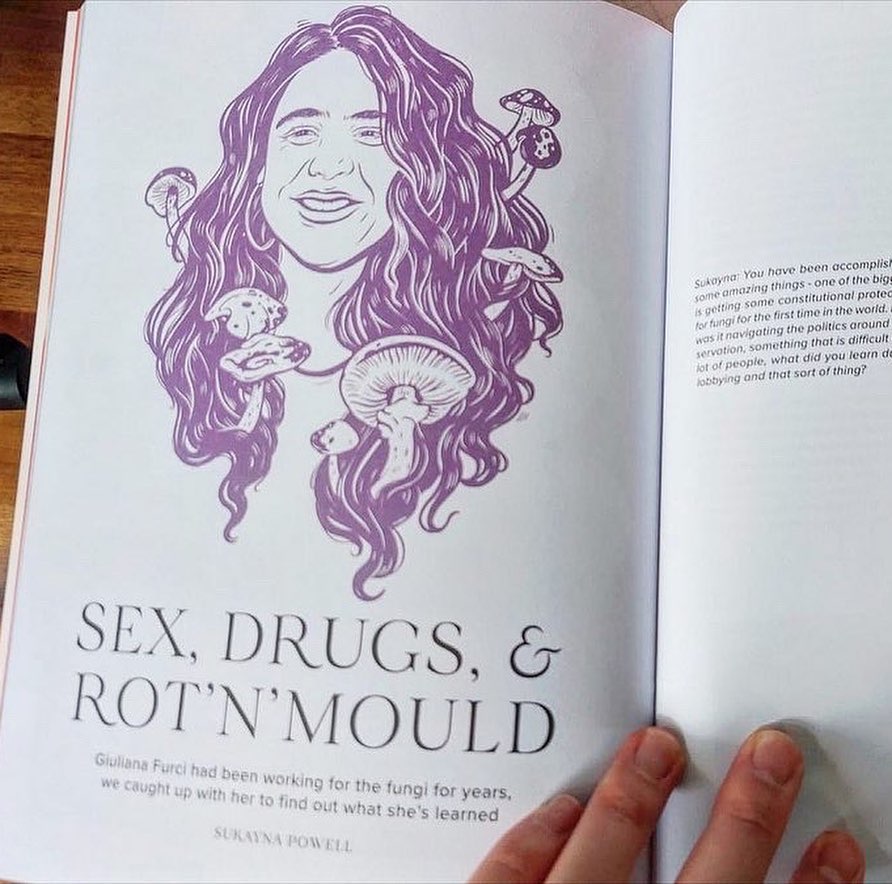 SEX, DRUGS, &
ROT'N'MOULD
Giuliana Furci had been working for the fungi for years,
we caught up with her to find out what she's learned
SUKAYNA POWELL
Sukayna: You have been accomplish
some amazing things - one of the bigg
is getting some constitutional protec
for fungi for the first time in the world.
was it navigating the politics around
servation, something that is difficult
lot of people, what did you learn do
lobbying and that sort of thing?